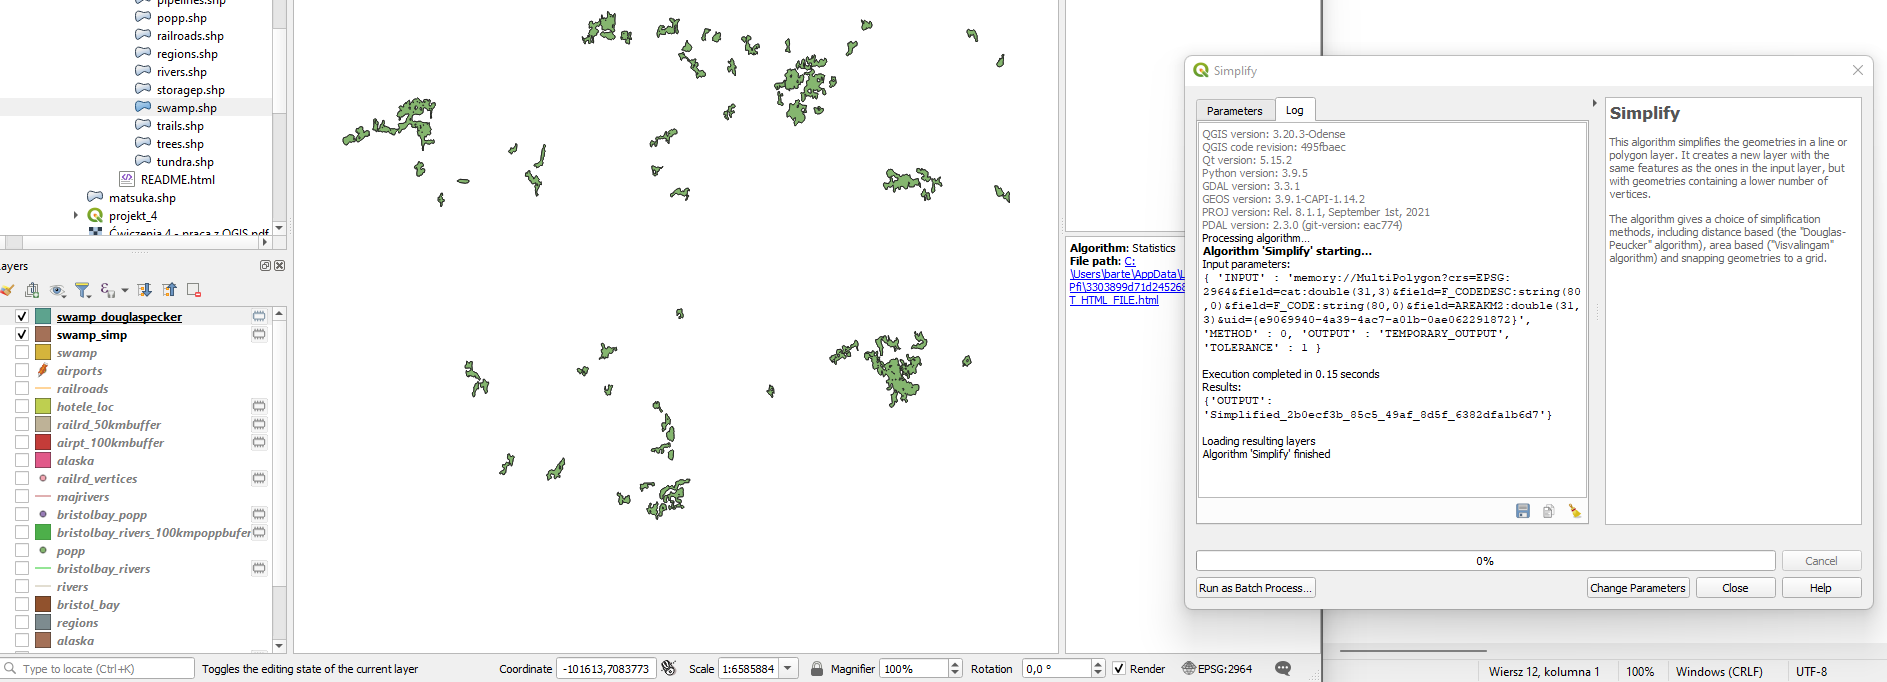 pipelines.shp
popp.shp
railroads.shp
regions.shp
rivers.shp
storagep.shp
swamp.shp
trails.shp
trees.shp
tundra.shp
README.html
matsuka.shp
projekt_4
Ćwiczenia 4 - praca z QGIS.pdf
ayers
swamp_douglaspecker
swamp_simp
swamp
airports
railroads
hotele_loc
railrd_50kmbuffer
airpt_100kmbuffer
alaska
railrd_vertices
majrivers
bristolbay_popp
bristolbay_rivers_100kmpoppbufer
popp
bristolbay_rivers
rivers
bristol_bay
regions
alaska
Type to locate (Ctrl+K)
Toggles the editing state of the current layer
Coordinate -101613,7083773
Scale 1:6585884
Magnifier 100%
Rotation 0,0 °
Render
EPSG:2964
Algorithm: Statistics
File path: C:
\Users\barte\AppData\L
Pfi\3303899d71d245268
T_HTML_FILE.html
Simplify
Parameters
Log
QGIS version: 3.20.3-Odense
QGIS code revision: 495fbaec
Qt version: 5.15.2
Python version: 3.9.5
GDAL version: 3.3.1
GEOS version: 3.9.1-CAPI-1.14.2
PROJ version: Rel. 8.1.1, September 1st, 2021
PDAL version: 2.3.0 (git-version: eac774)
Processing algorithm…
Algorithm 'Simplify' starting…
Input parameters:
{ 'INPUT' : 'memory://MultiPolygon?crs=EPSG:
2964&field=cat:double(31,3)&field=F_CODEDESC:string(80
,0)&field=F_CODE:string(80,0)&field=AREAKM2:double(31,
3)&uid={e9069940-4a39-4ac7-a01b-0ae062291872}',
'METHOD' : 0, 'OUTPUT' : 'TEMPORARY_OUTPUT',
'TOLERANCE' : 1 }
Execution completed in 0.15 seconds
Results:
{'OUTPUT':
'Simplified_2b0ecf3b_85c5_49af_8d5f_6382dfa1b6d7'}
Loading resulting layers
Algorithm 'Simplify' finished
Simplify
This algorithm simplifies the geometries in a line or
polygon layer. It creates a new layer with the
same features as the ones in the input layer, but
with geometries containing a lower number of
vertices.
The algorithm gives a choice of simplification
methods, including distance based (the "Douglas-
Peucker" algorithm), area based ("Visvalingam"
algorithm) and snapping geometries to a grid.
0%
Cancel
Run as Batch Process…
Change Parameters
Close
Help
Wiersz 12, kolumna 1
100%
Windows (CRLF)
UTF-8